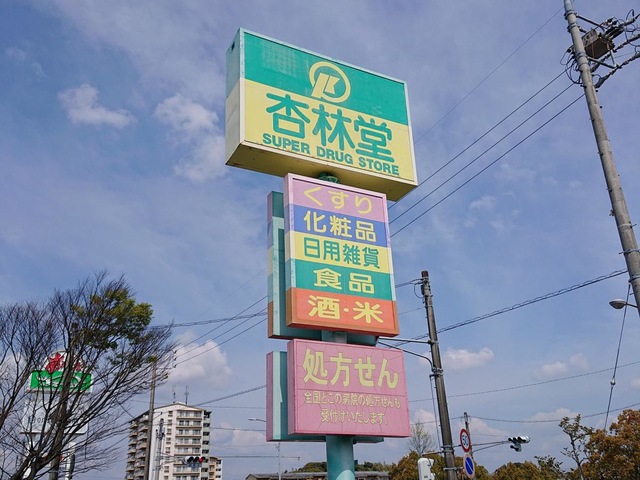 杏林堂
SUPER DRUG STORE
くすり
化粧品
日用雑貨
食品
酒・米
処方せん
全国どこの病院の処方せんも
受付けいたします